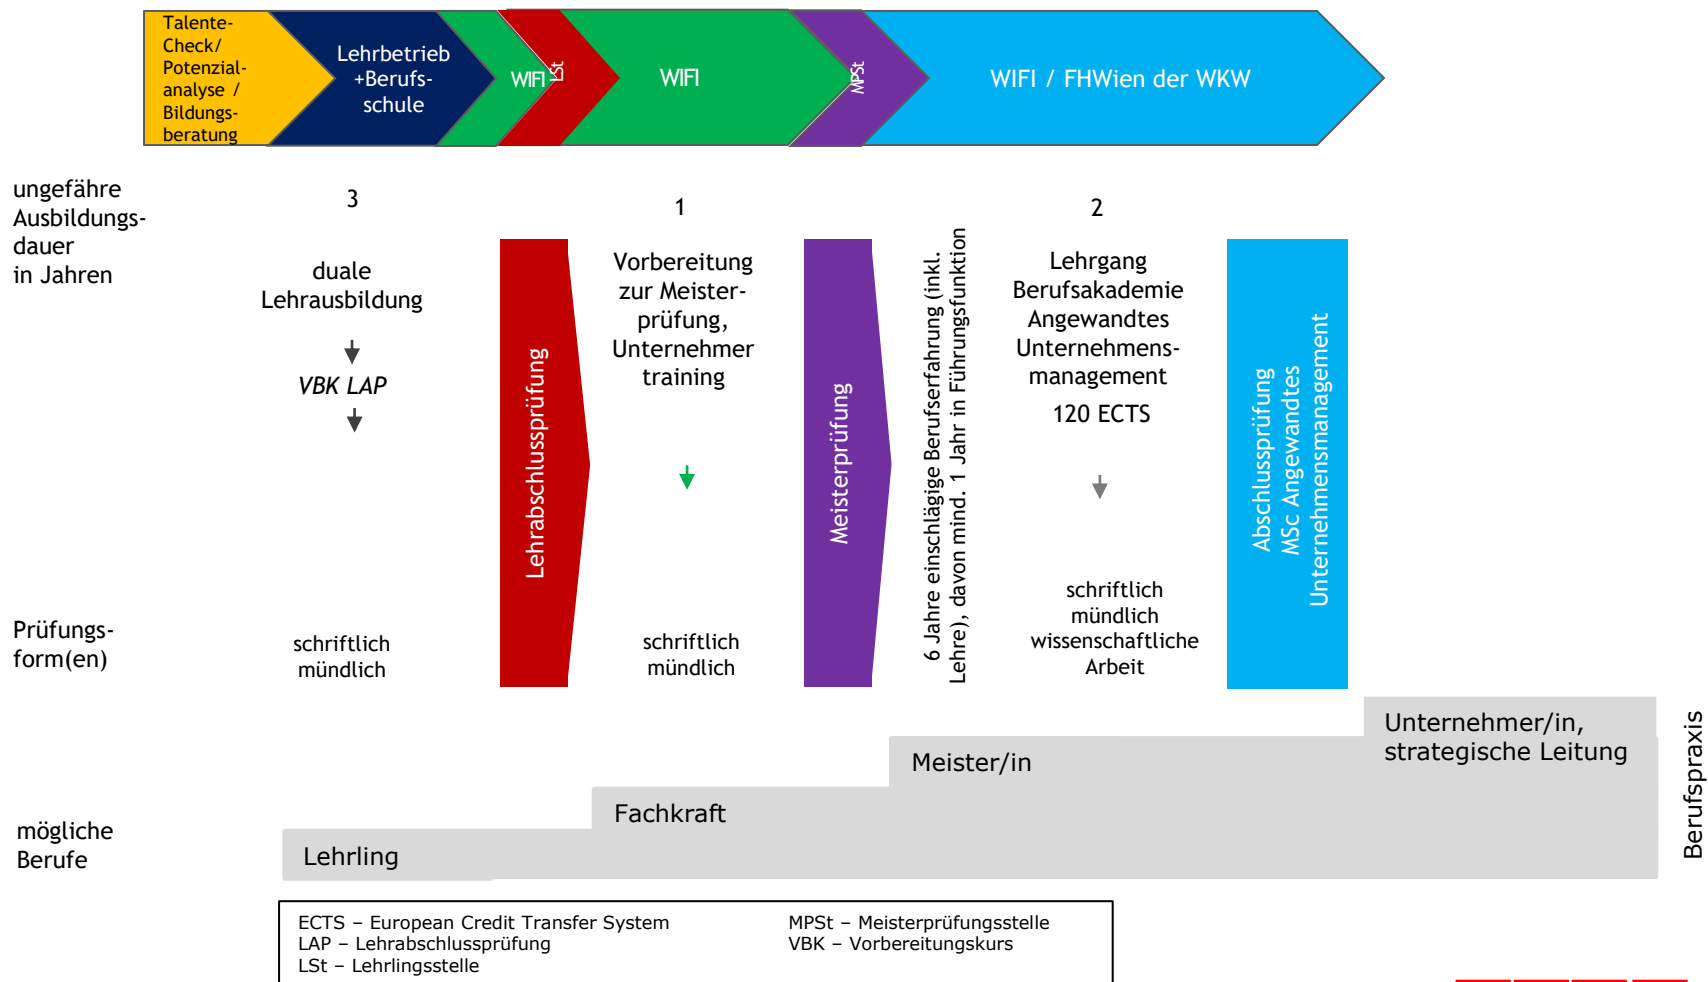 Talente-
Check/
Potenzial-
analyse /
Bildungs-
beratung
Lehrbetrieb
+Berufs-
schule
WIFI
LSt
WIFI
MPSt
WIFI / FHWien der WKW
ungefähre
Ausbildungs-
dauer
in Jahren
3
duale
Lehrausbildung
VBK LAP
Lehrabschlussprüfung
1
Vorbereitung
zur Meister-
prüfung,
Unternehmer
training
Meisterprüfung
6 Jahre einschlägige Berufserfahrung (inkl.
Lehre), davon mind. 1 Jahr in Führungsfunktion
2
Lehrgang
Berufsakademie
Angewandtes
Unternehmens-
management
120 ECTS
Abschlussprüfung
MSc Angewandtes
Unternehmensmanagement
Prüfungs-
form(en)
schriftlich
mündlich
schriftlich
mündlich
schriftlich
mündlich
wissenschaftliche
Arbeit
mögliche
Berufe
Lehrling
Fachkraft
Meister/in
Unternehmer/in,
strategische Leitung
Berufspraxis
ECTS – European Credit Transfer System
LAP – Lehrabschlussprüfung
LSt – Lehrlingsstelle
MPSt – Meisterprüfungsstelle
VBK – Vorbereitungskurs